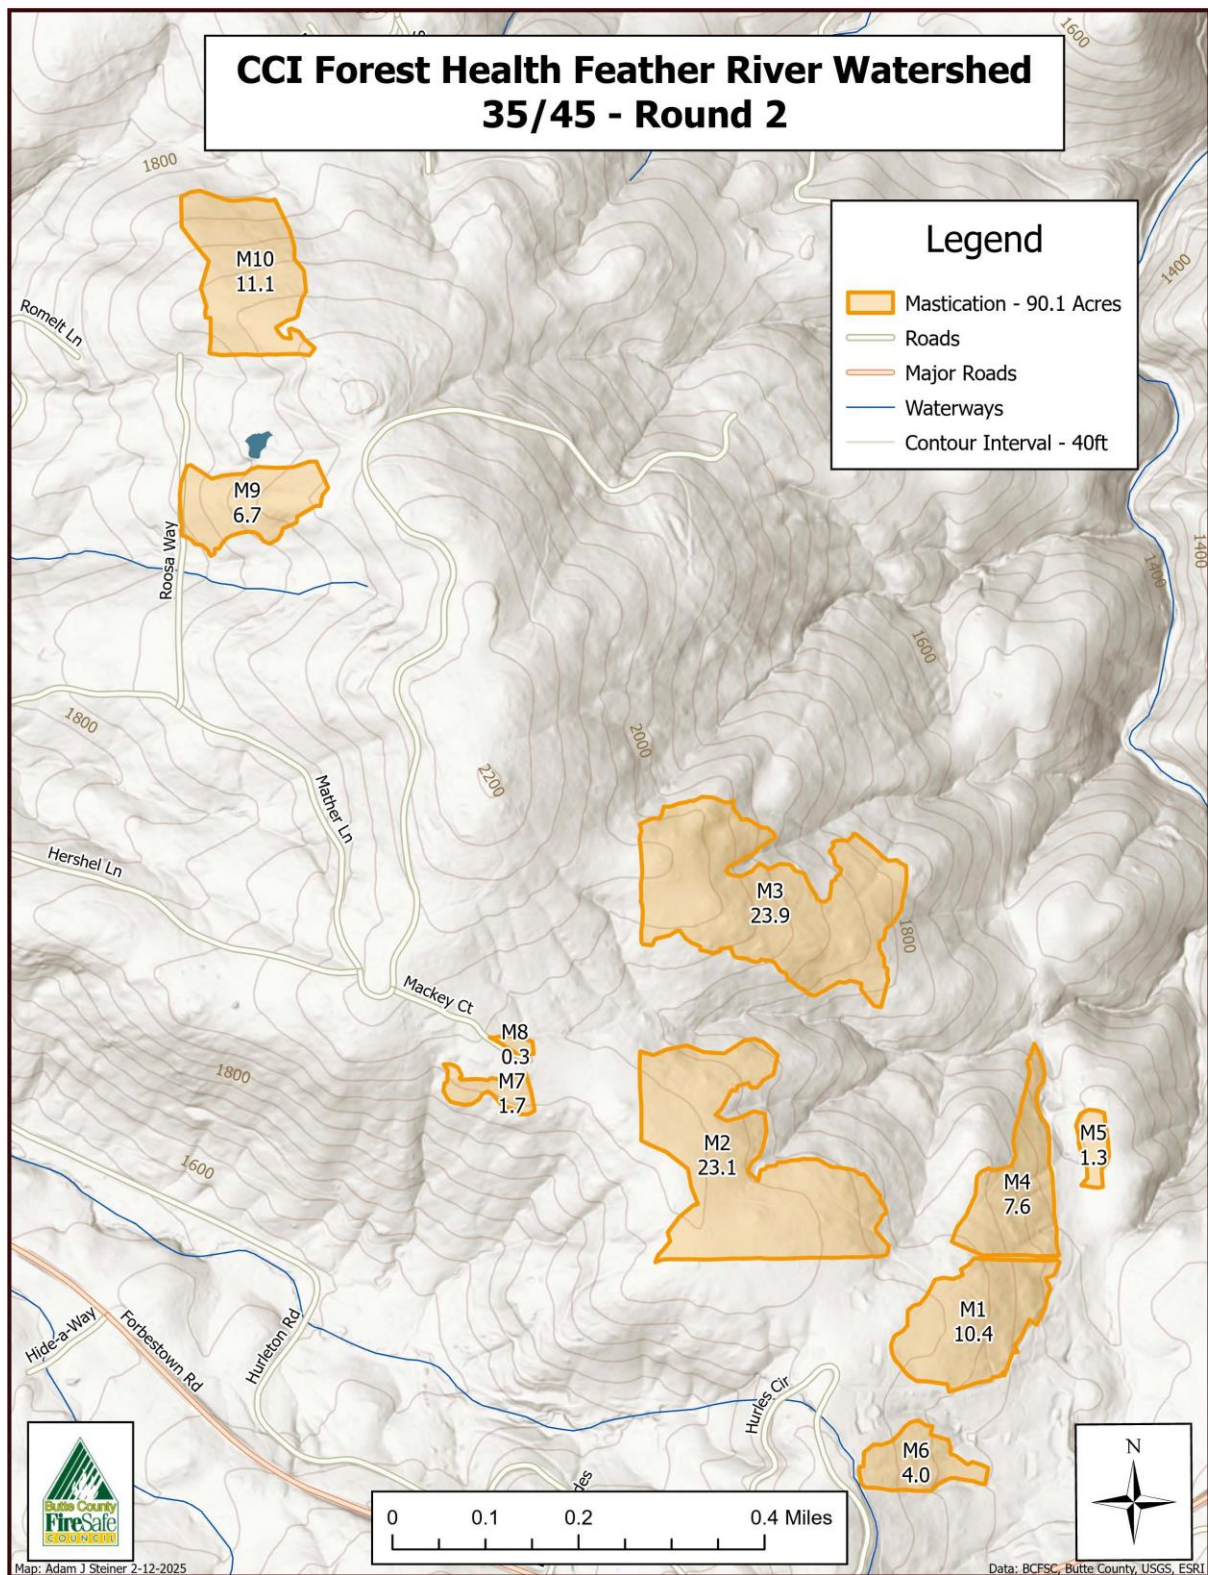 1600
CCI Forest Health Feather River Watershed
35/45 - Round 2
1800
Legend
Mastication - 90.1 Acres
Roads
Major Roads
Waterways
Contour Interval - 40ft
1400
M10
11.1
Romelt Ln
M9
6.7
Roosa Way
1400
1400
1600
1800
2000
2200
Mather Ln
Hershel Ln
M3
23.9
1800
Mackey Ct
M8
0.3
M7
1.7
1800
M2
23.1
M5
1.3
M4
7.6
1600
M1
10.4
Hide-a-Way
Forbestown Rd
Hurleton Rd
Hurles Cir
M6
4.0
N
Butte County
FireSafe
COUNCIL
des
0 0.1 0.2 0.4 Miles
Map: Adam J Steiner 2-12-2025
Data: BCFSC, Butte County, USGS, ESRI